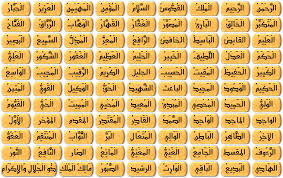 الرحمن الرحيم الملك القدوس السلام المؤمن المهيمن العزيز الجبار
المتكبر الخالق البارئ المصور الغفار القهار الوهاب الرزاق الفتاح
العليم القابض الباسط الخافض الرافع المعز المذل السميع البصير
الحكم العدل اللطيف الخبير الحليم العظيم الغفور الشكور العلي
الكبير الحفيظ المقيت الحسيب الجليل الكريم الرقيب المجيب الواسع
الحكيم الودود المجيد الباعث الشهيد الحق الوكيل القوي المتين
الولي الحميد المحصي المبدئ المعيد المحيي المميت الحي القيوم
الواجد الماجد الواحد الصمد القادر المقتدر المقدم المؤخر الأول
الآخر الظاهر الباطن الوالي المتعال البر التواب المنتقم العفو
الرؤوف المقسط الجامع الغني المغني المانع الضار النافع النور
الهادي البديع الباقي الوارث الرشيد الصبور مالك الملك ذو الجلال والإكرام